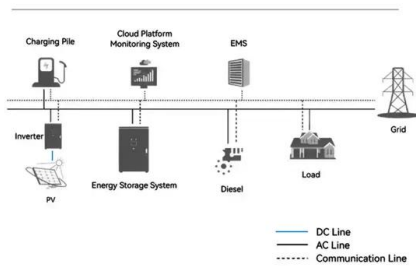 Charging Pile
Cloud Platform
Monitoring System
EMS
Grid
Inverter
PV
Energy Storage System
Diesel
Load
DC Line
AC Line
Communication Line